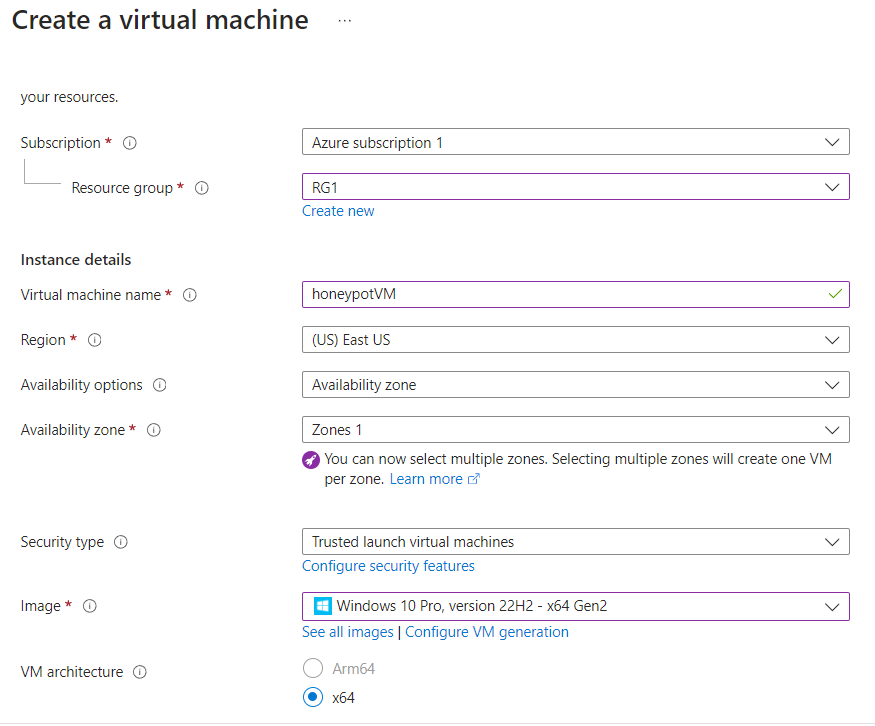 Create a virtual machine ...
your resources.
Subscription * Azure subscription 1
Resource group * RG1
Create new
Instance details
Virtual machine name * honeypotVM
Region * (US) East US
Availability options Availability zone
Availability zone * Zones 1
You can now select multiple zones. Selecting multiple zones will create one VM
per zone. Learn more
Security type Trusted launch virtual machines
Configure security features
Image * Windows 10 Pro, version 22H2 - x64 Gen2
See all images | Configure VM generation
VM architecture Arm64
x64